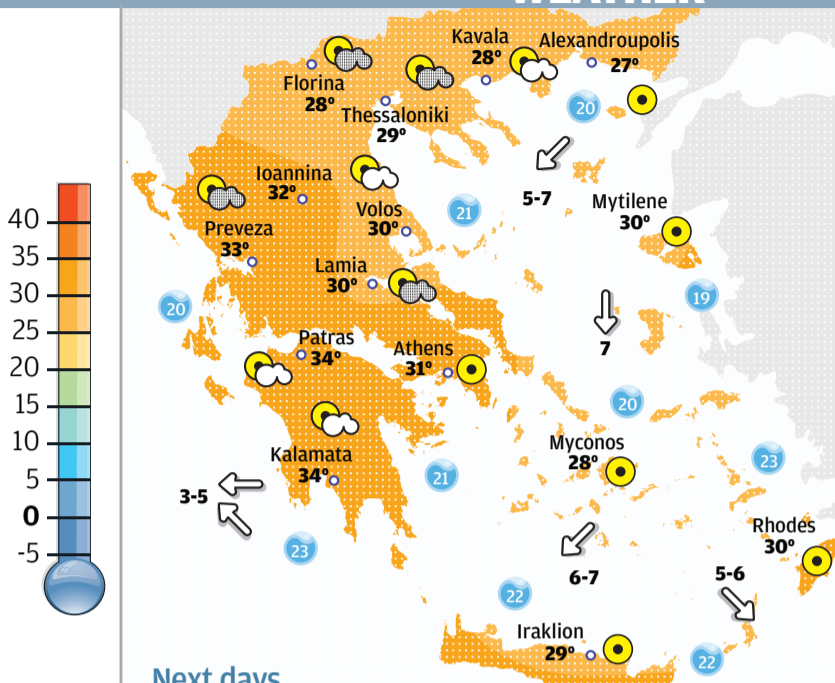 WEATHER
Kavala
28°
Alexandroupolis
27°
Florina
28°
Thessaloniki
29°
20
Ioannina
32°
5-7
Mytilene
30°
Volos
30°
21
Preveza
33°
Lamia
30°
19
20
7
Patras
34°
Athens
31°
20
Myconos
28°
23
Kalamata
34°
21
3-5
23
Rhodes
30°
6-7
5-6
22
Iraklion
29°
22
40
35
30
25
20
15
10
5
0
-5
Next days